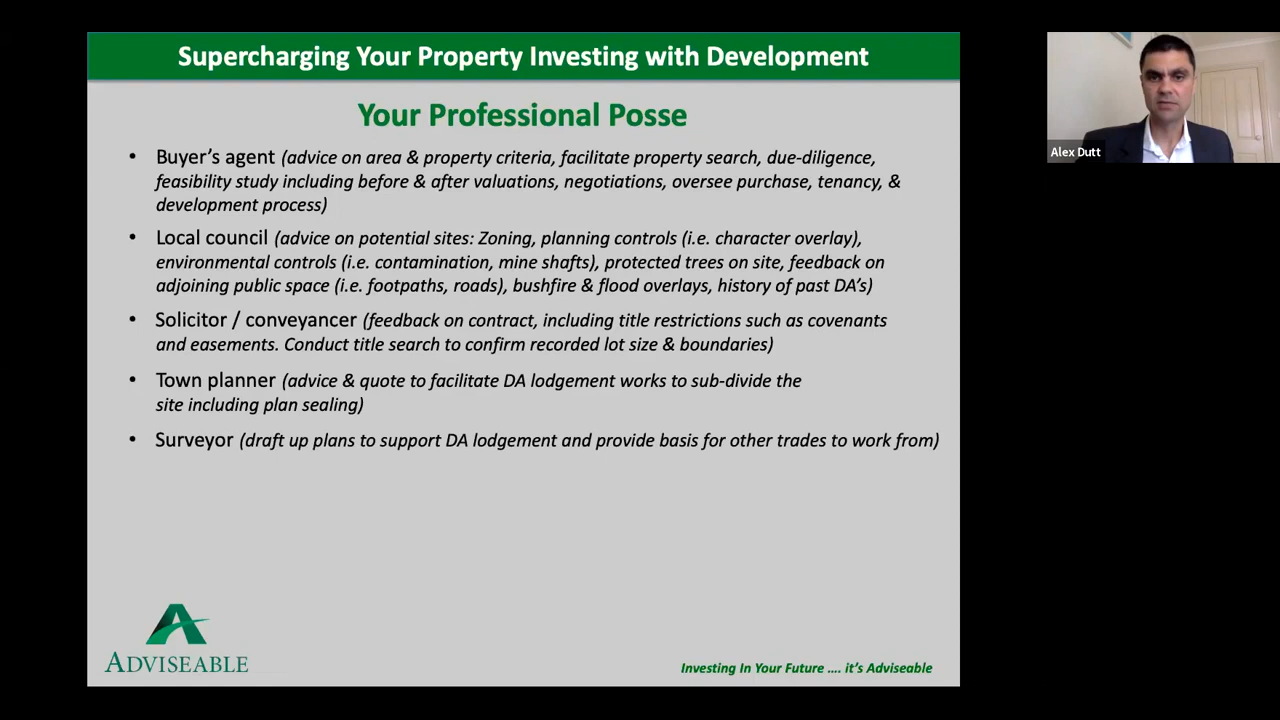 Supercharging Your Property Investing with Development
Your Professional Posse
• Buyer's agent (advice on area & property criteria, facilitate property search, due-diligence,
feasibility study including before & after valuations, negotiations, oversee purchase, tenancy, &
development process)
• Local council (advice on potential sites: Zoning, planning controls (i.e. character overlay),
environmental controls (i.e. contamination, mine shafts), protected trees on site, feedback on
adjoining public space (i.e. footpaths, roads), bushfire & flood overlays, history of past DA's)
• Solicitor / conveyancer (feedback on contract, including title restrictions such as covenants
and easements. Conduct title search to confirm recorded lot size & boundaries)
• Town planner (advice & quote to facilitate DA lodgement works to sub-divide the
site including plan sealing)
• Surveyor (draft up plans to support DA lodgement and provide basis for other trades to work from)
ADVISEABLE
Investing In Your Future .... it's Adviseable
Alex Dutt